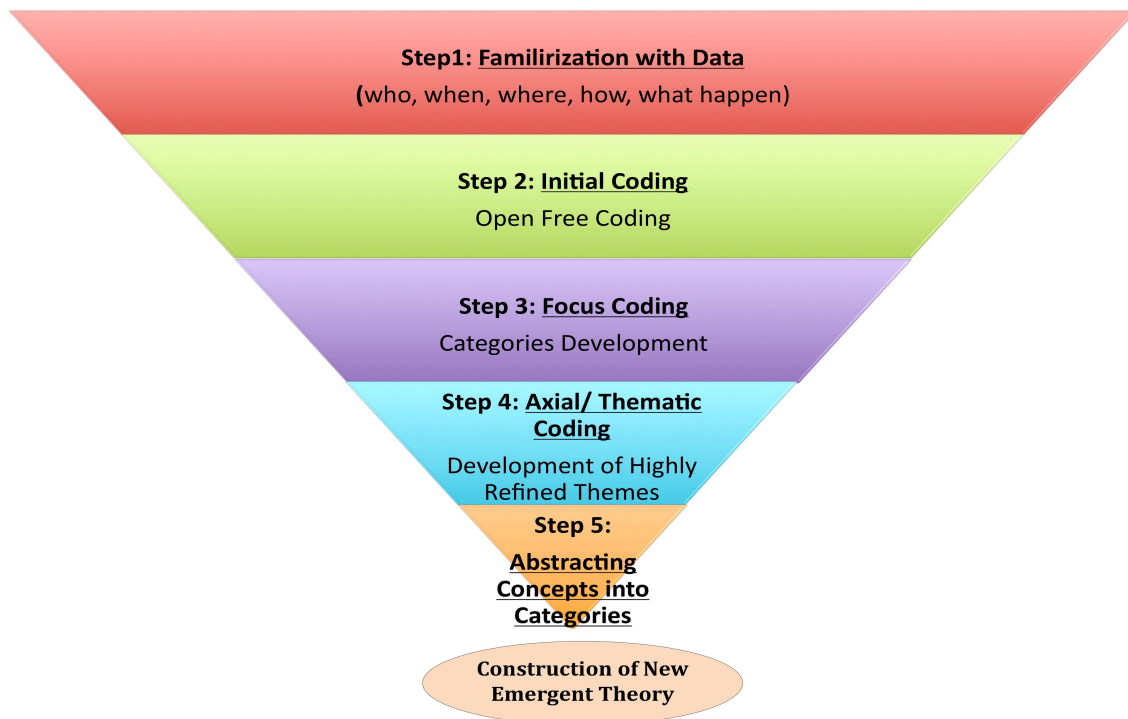 Step1: Familirization with Data
(who, when, where, how, what happen)
Step 2: Initial Coding
Open Free Coding
Step 3: Focus Coding
Categories Development
Step 4: Axial/ Thematic
Coding
Development of Highly
Refined Themes
Step 5:
Abstracting
Concepts into
Categories
Construction of New
Emergent Theory